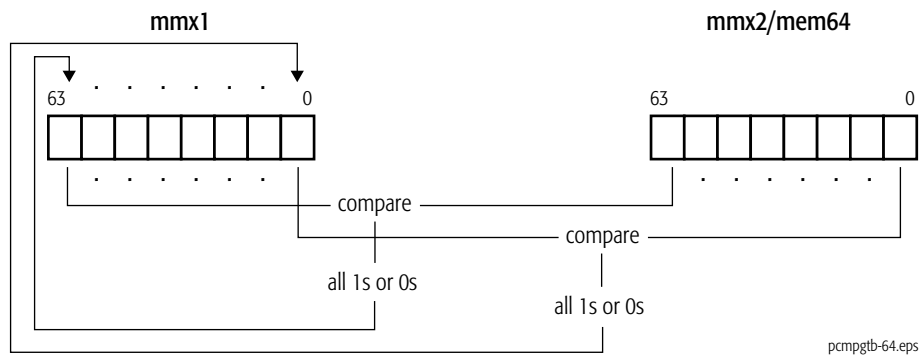 mmx1 mmx2/mem64
. . . . . .
63 0 63 0
. . . . . . . . . . . .
compare
compare
all 1s or 0s
all 1s or 0s
pcmpgtb-64.eps